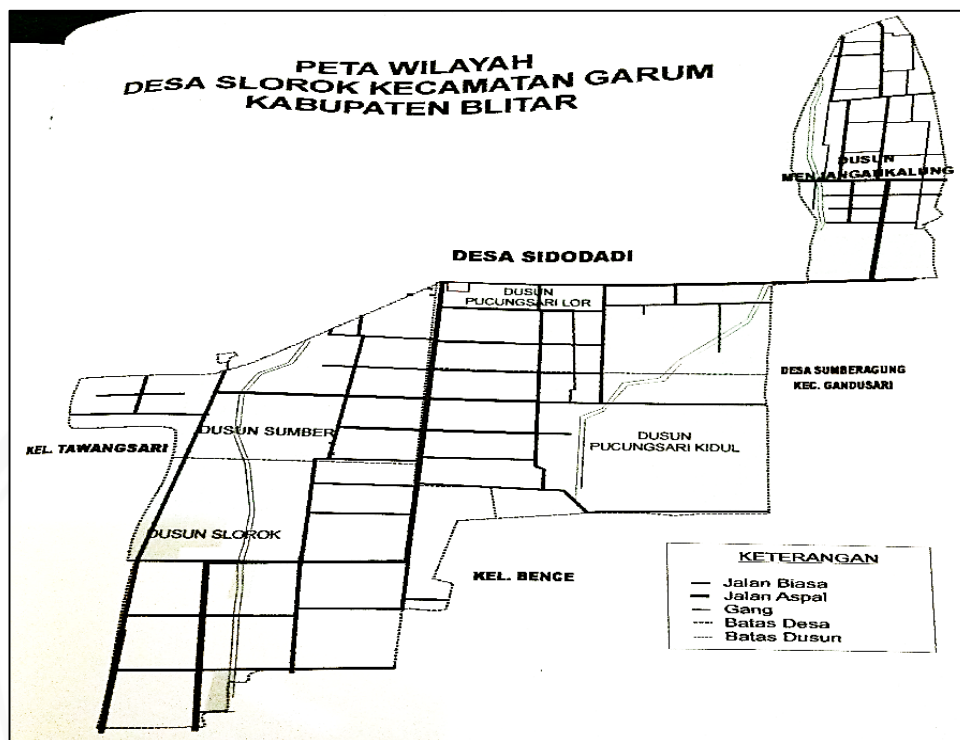 PETA WILAYAH
DESA SLOROK KECAMATAN GARUM
KABUPATEN BLITAR
DUSUN
MENJANGANKALUNG
DESA SIDODADI
DUSUN
PUCUNGSARI LOR
DESA SUMBERAGUNG
KEC. GANDUSARI
DUSUN SUMBER
KEL. TAWANGSARI
DUSUN
PUCUNGSARI KIDUL
DUSUN SLOROK
KEL. BENCE
KETERANGAN
Jalan Biasa
Jalan Aspal
Gang
Batas Desa
Batas Dusun